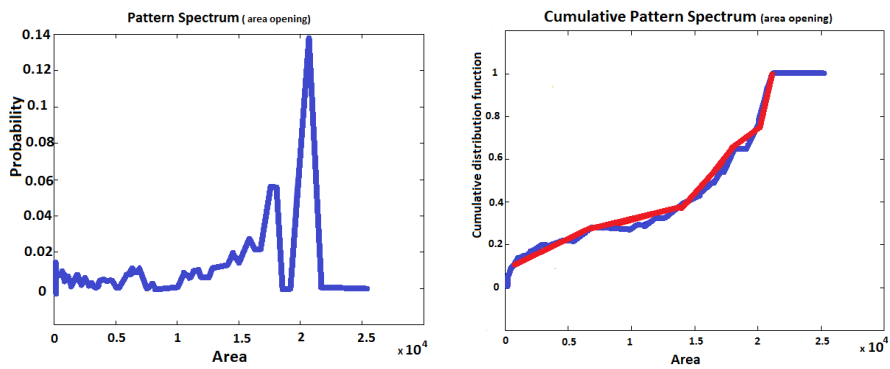 Pattern Spectrum ( area opening)
0.14
0.12
0.1
0.08
0.06
0.04
0.02
0
Probability
0 0.5 1 1.5 2 2.5 3
x 10^4
Area
Cumulative Pattern Spectrum (area opening)
1
0.8
0.6
0.4
0.2
0
Cumulative distribution function
0 0.5 1 1.5 2 2.5 3
x 10^4
Area